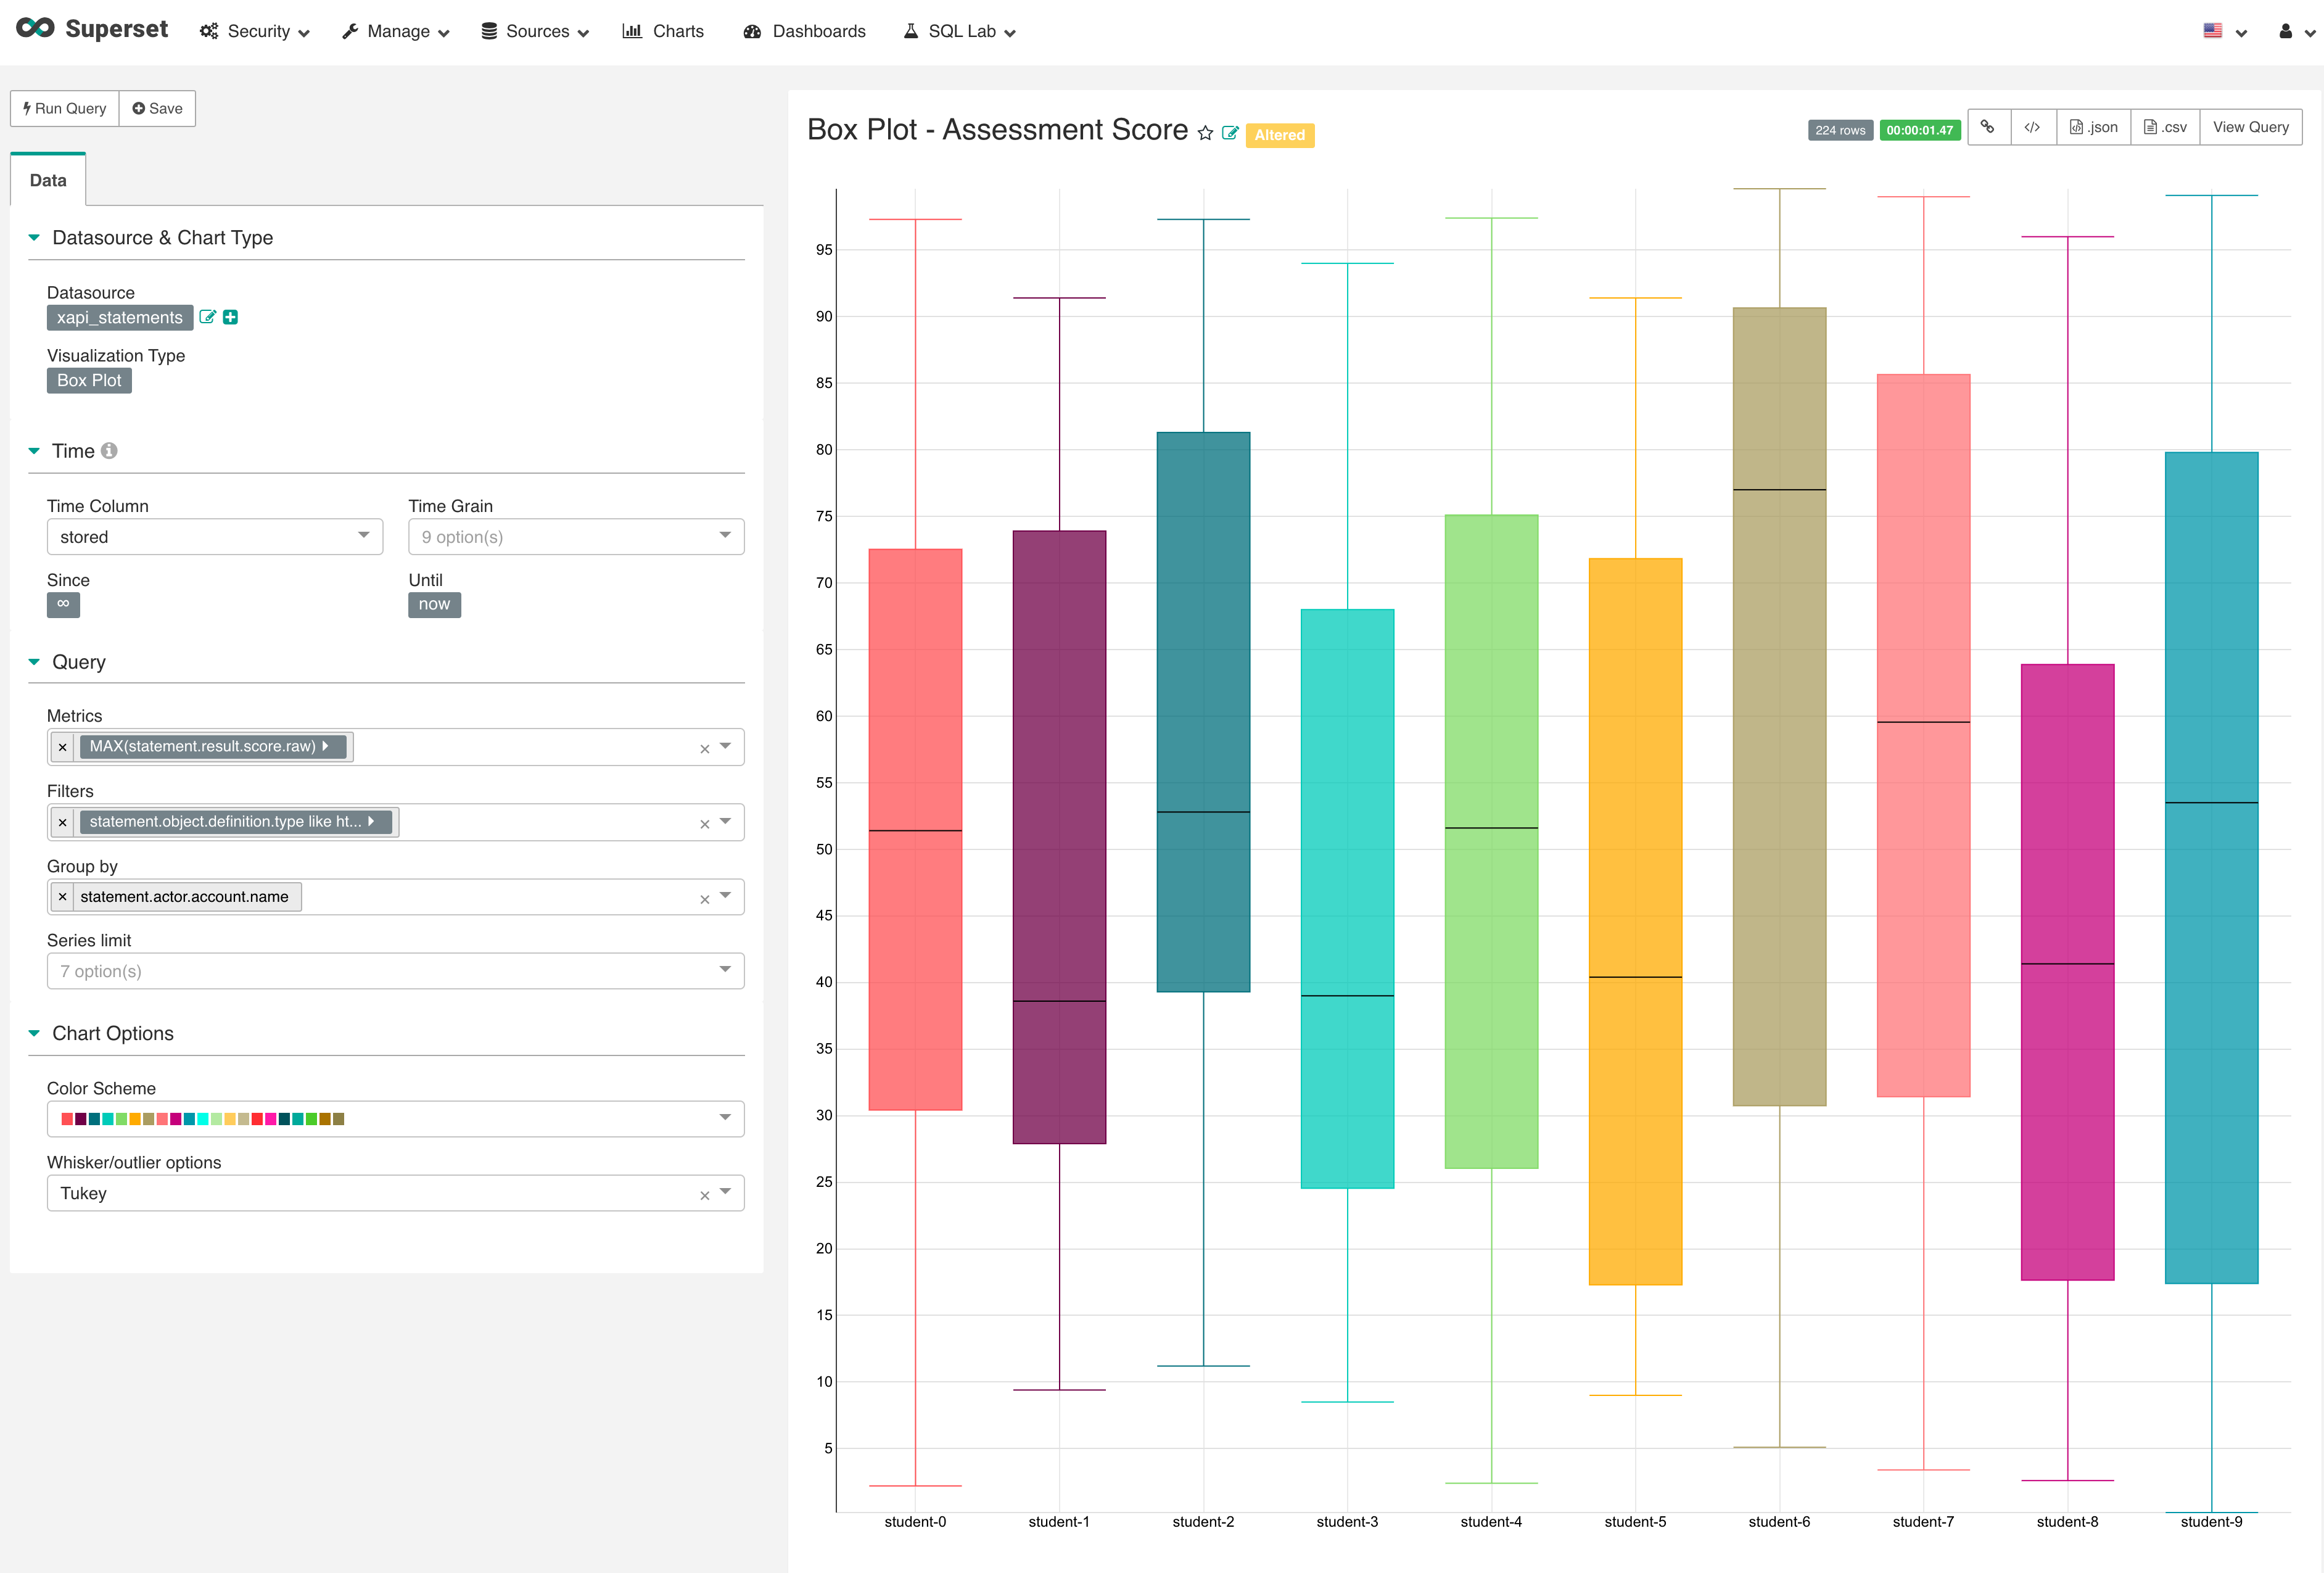 Superset Security Manage Sources Charts Dashboards SQL Lab
Run Query Save
Data
Datasource & Chart Type
Datasource
xapi_statements
Visualization Type
Box Plot
Time
Time Column Time Grain
stored 9 option(s)
Since Until
∞ now
Query
Metrics
× MAX(statement.result.score.raw) ×
Filters
× statement.object.definition.type like ht... ×
Group by
× statement.actor.account.name ×
Series limit
7 option(s)
Chart Options
Color Scheme
Whisker/outlier options
Tukey ×
Box Plot - Assessment Score Altered 224 rows 00:00:01.47 </> .json .csv View Query
95
90
85
80
75
70
65
60
55
50
45
40
35
30
25
20
15
10
5
student-0 student-1 student-2 student-3 student-4 student-5 student-6 student-7 student-8 student-9